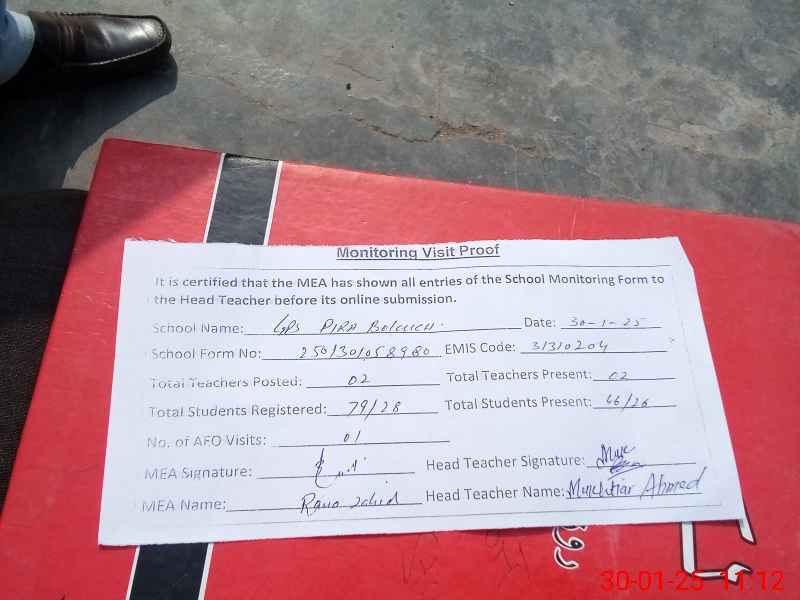 Monitoring Visit Proof
It is certified that the MEA has shown all entries of the School Monitoring Form to
the Head Teacher before its online submission.
School Name: GPS PIRA Bolouch. Date: 30-1-25
School Form No: 2501301058980 EMIS Code: 31310204
Total Teachers Posted: 02 Total Teachers Present: 02
Total Students Registered: 79/28 Total Students Present: 66/26
No. of AFO Visits: 01
MEA Signature: Head Teacher Signature:
MEA Name: Rana Zahid Head Teacher Name: Mukhtiar Ahmed
30-01-25 11:12